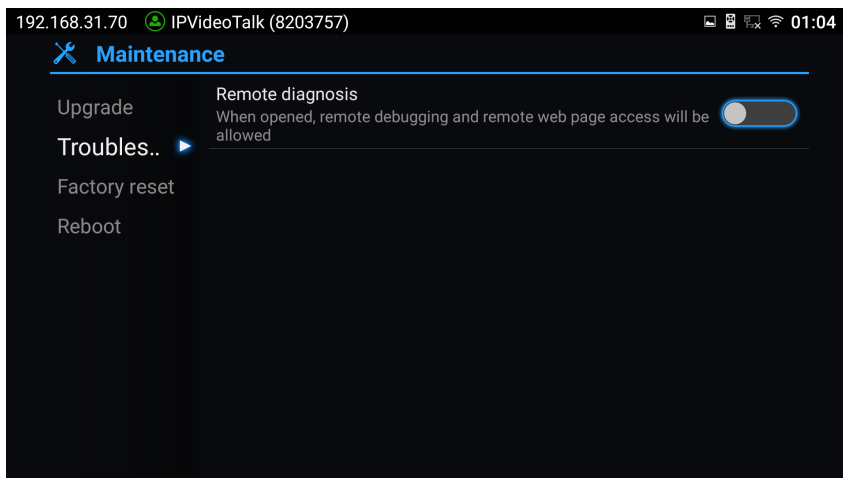 192.168.31.70 IPVideoTalk (8203757) 01:04
Maintenance
Upgrade
Troubles..
Factory reset
Reboot
Remote diagnosis
When opened, remote debugging and remote web page access will be
allowed